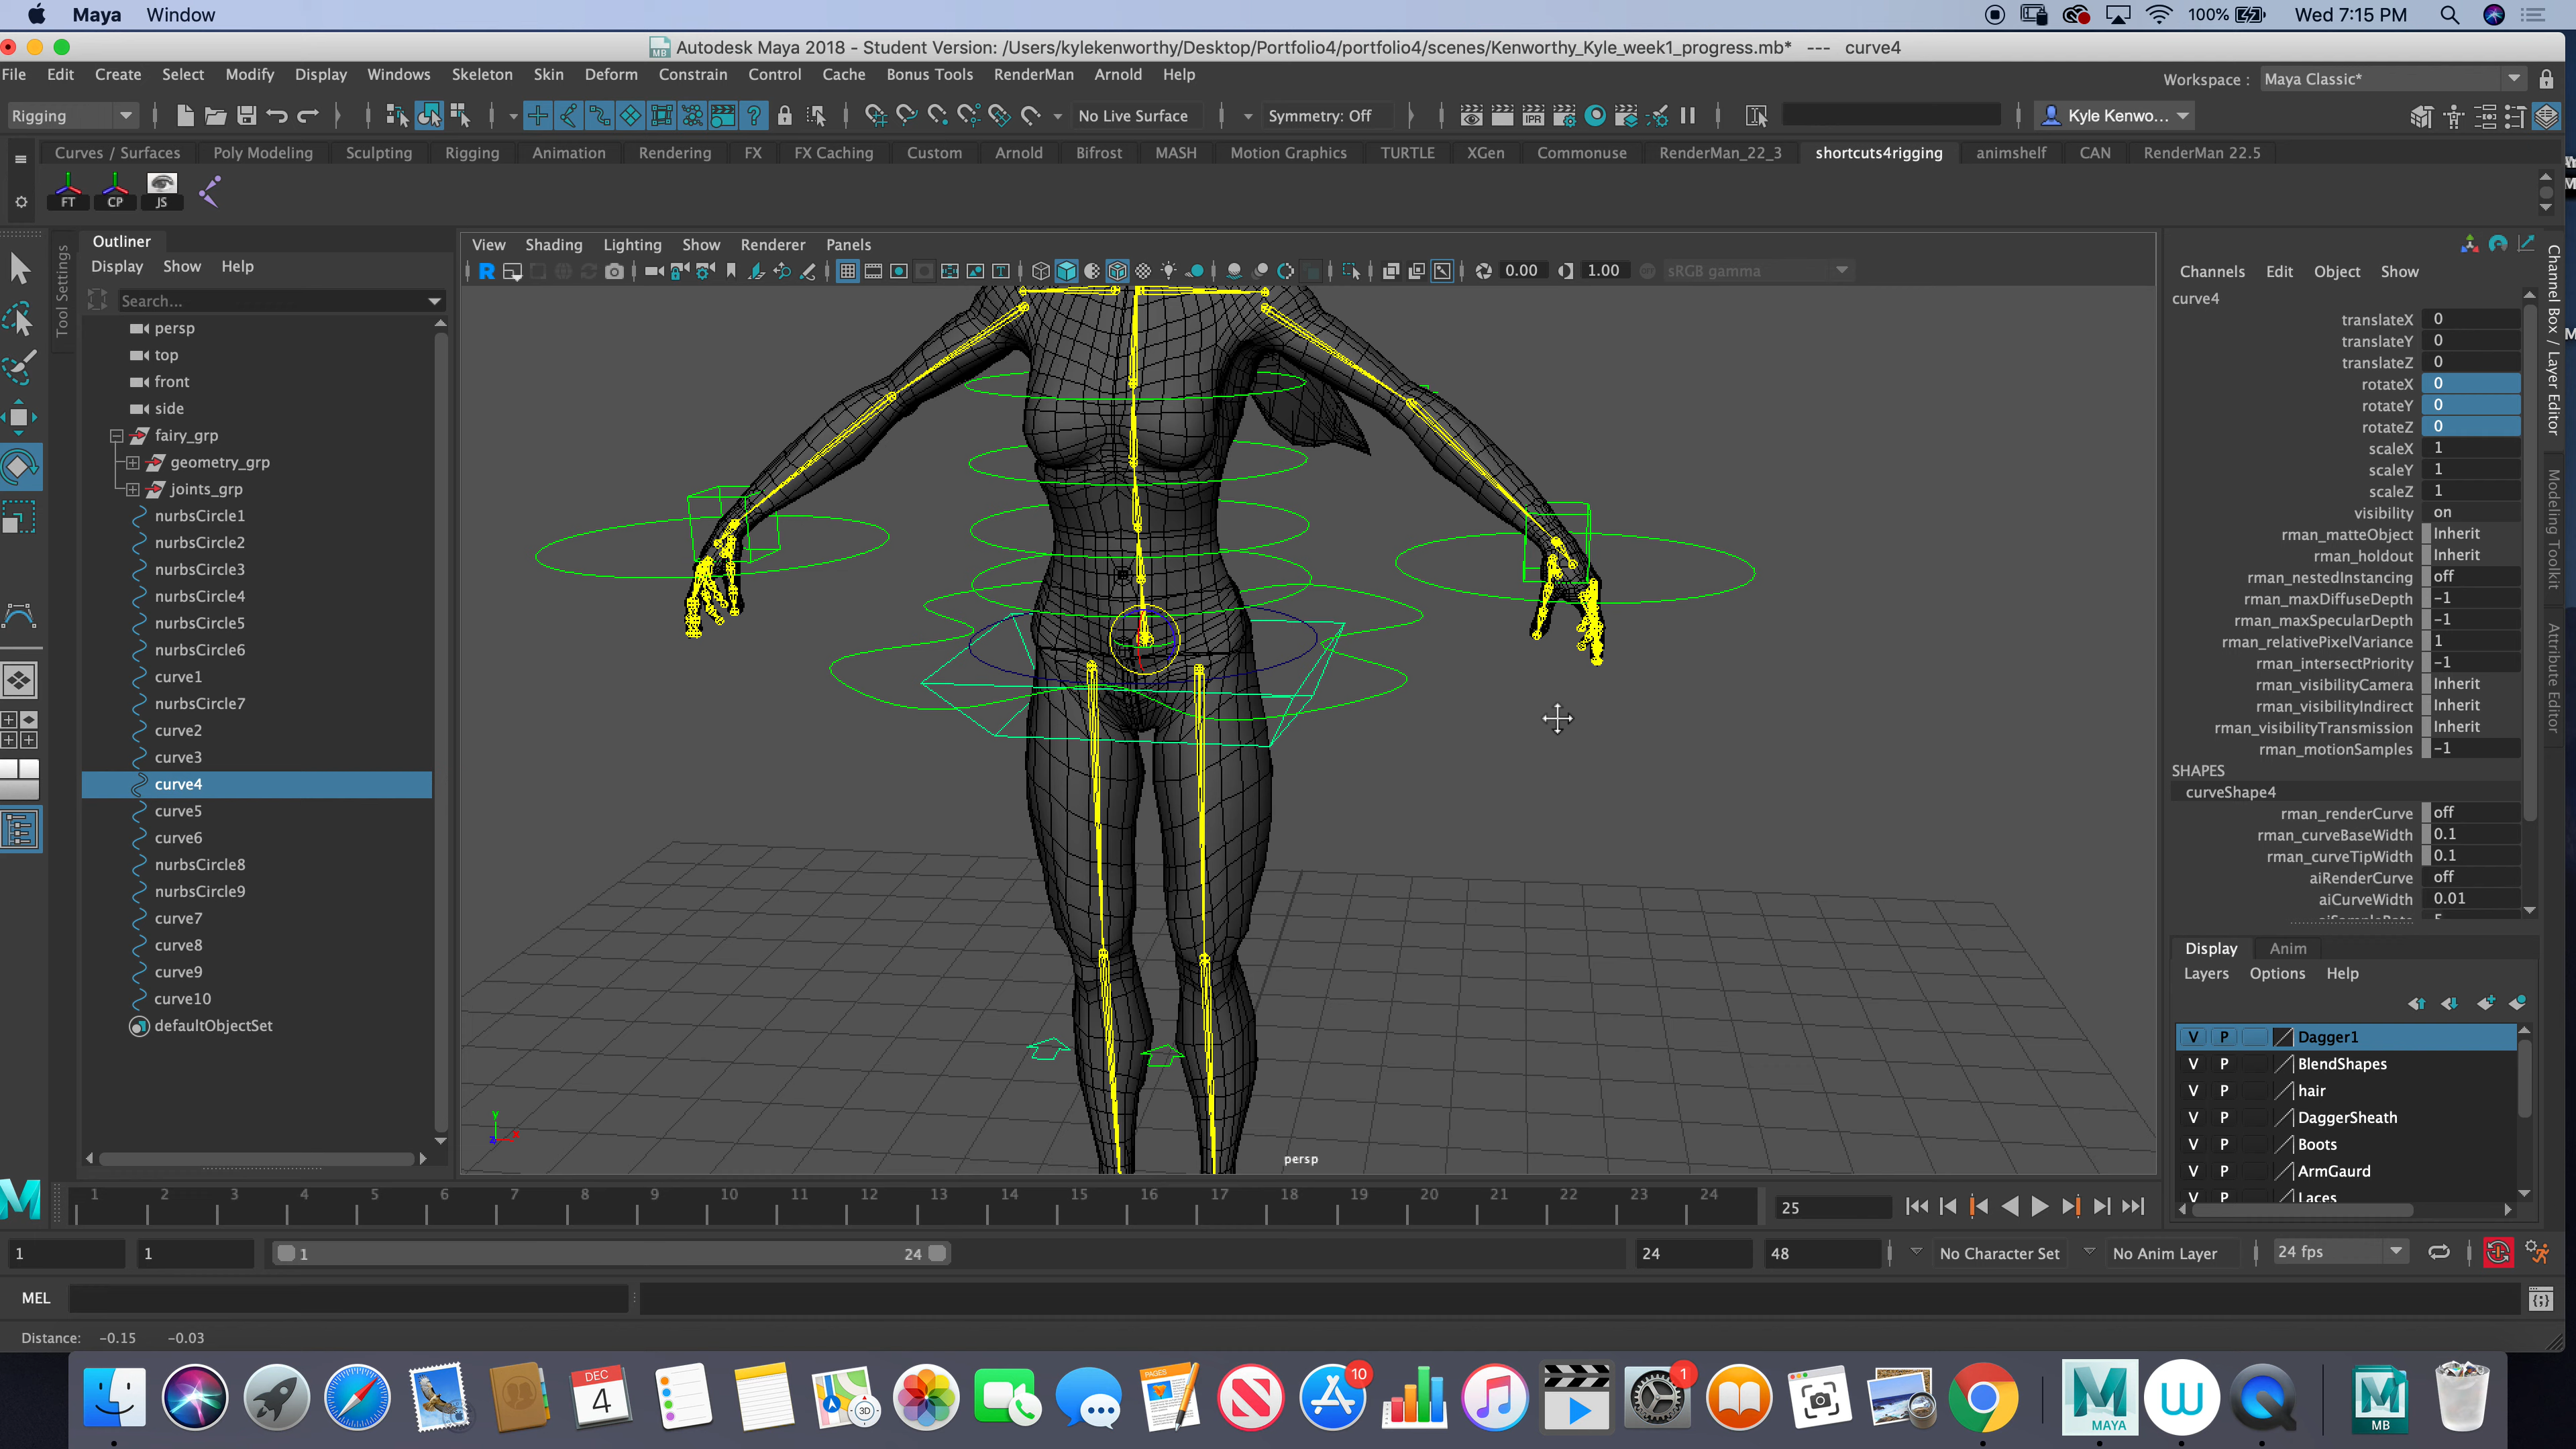 Maya Window 100% Wed 7:15 PM
Autodesk Maya 2018 - Student Version: /Users/kylekenworthy/Desktop/Portfolio4/portfolio4/scenes/Kenworthy_Kyle_week1_progress.mb* --- curve4
File Edit Create Select Modify Display Windows Skeleton Skin Deform Constrain Control Cache Bonus Tools RenderMan Arnold Help
Workspace : Maya Classic*
Rigging No Live Surface Symmetry: Off IPR Kyle Kenwo...
Curves / Surfaces Poly Modeling Sculpting Rigging Animation Rendering FX FX Caching Custom Arnold Bifrost MASH Motion Graphics TURTLE XGen Commonuse RenderMan_22_3 shortcuts4rigging animshelf CAN RenderMan 22.5
FT CP JS
Tool Settings
Outliner
Display Show Help
Search...
persp
top
front
side
fairy_grp
geometry_grp
joints_grp
nurbsCircle1
nurbsCircle2
nurbsCircle3
nurbsCircle4
nurbsCircle5
nurbsCircle6
curve1
nurbsCircle7
curve2
curve3
curve4
curve5
curve6
nurbsCircle8
nurbsCircle9
curve7
curve8
curve9
curve10
defaultObjectSet
View Shading Lighting Show Renderer Panels
R 0.00 1.00 sRGB gamma
y
z x
persp
Channels Edit Object Show
curve4
translateX 0
translateY 0
translateZ 0
rotateX 0
rotateY 0
rotateZ 0
scaleX 1
scaleY 1
scaleZ 1
visibility on
rman_matteObject Inherit
rman_holdout Inherit
rman_nestedInstancing off
rman_maxDiffuseDepth -1
rman_maxSpecularDepth -1
rman_relativePixelVariance 1
rman_intersectPriority -1
rman_visibilityCamera Inherit
rman_visibilityIndirect Inherit
rman_visibilityTransmission Inherit
rman_motionSamples -1
SHAPES
curveShape4
rman_renderCurve off
rman_curveBaseWidth 0.1
rman_curveTipWidth 0.1
aiRenderCurve off
aiCurveWidth 0.01
Channel Box / Layer Editor
Modeling Toolkit
Attribute Editor
Display Anim
Layers Options Help
V P Dagger1
V P BlendShapes
V P hair
V P DaggerSheath
V P Boots
V P ArmGaurd
V P Laces
1 2 3 4 5 6 7 8 9 10 11 12 13 14 15 16 17 18 19 20 21 22 23 24 25
1 1 1 24 24 48 No Character Set No Anim Layer 24 fps
MEL
Distance: -0.15 -0.03
DEC
4
3D
PAGES
10
1
MAYA
MB